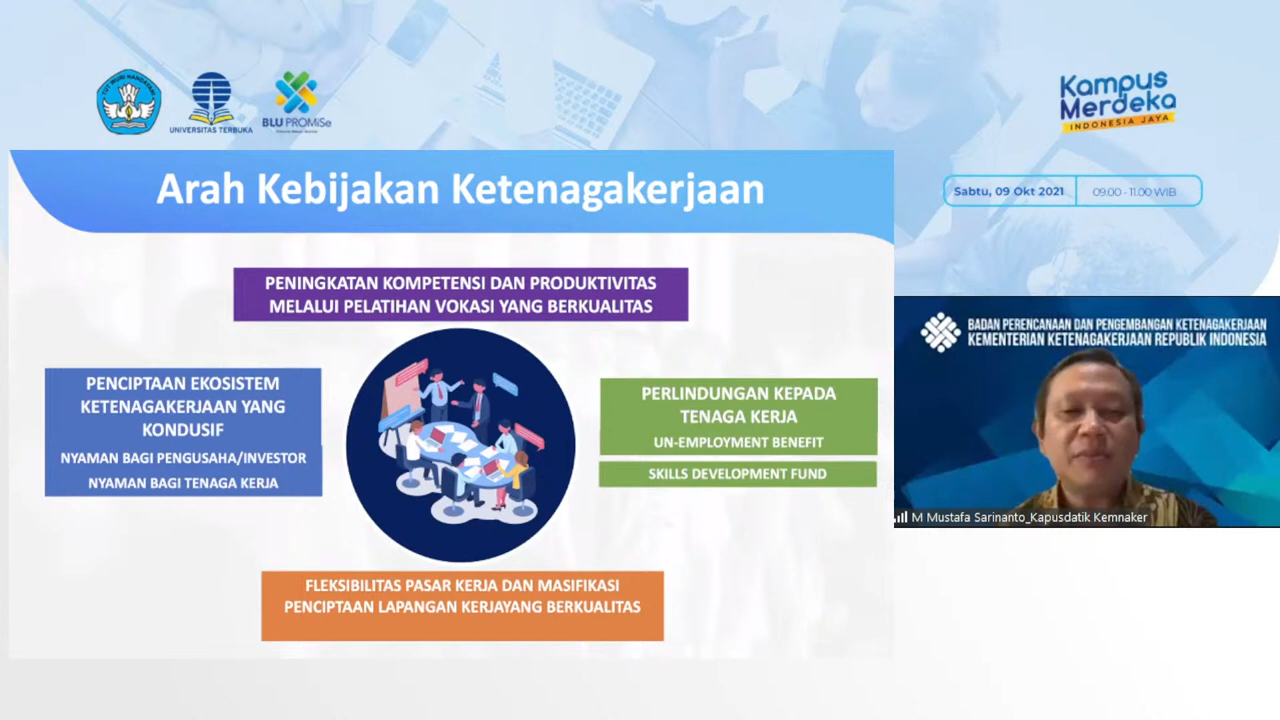 TUT WURI HANDAYANI
UNIVERSITAS TERBUKA
BLU PROMiSe
Kampus
Merdeka
INDONESIA JAYA
Sabtu, 09 Okt 2021
09.00 - 11.00 WIB
Arah Kebijakan Ketenagakerjaan
PENINGKATAN KOMPETENSI DAN PRODUKTIVITAS
MELALUI PELATIHAN VOKASI YANG BERKUALITAS
PENCIPTAAN EKOSISTEM
KETENAGAKERJAAN YANG
KONDUSIF
NYAMAN BAGI PENGUSAHA/INVESTOR
NYAMAN BAGI TENAGA KERJA
PERLINDUNGAN KEPADA
TENAGA KERJA
UN-EMPLOYMENT BENEFIT
SKILLS DEVELOPMENT FUND
FLEKSIBILITAS PASAR KERJA DAN MASIFIKASI
PENCIPTAAN LAPANGAN KERJAYANG BERKUALITAS
BADAN PERENCANAAN DAN PENGEMBANGAN KETENAGAKERJAAN
KEMENTERIAN KETENAGAKERJAAN REPUBLIK INDONESIA
M Mustafa Sarinanto_Kapusdatik Kemnaker